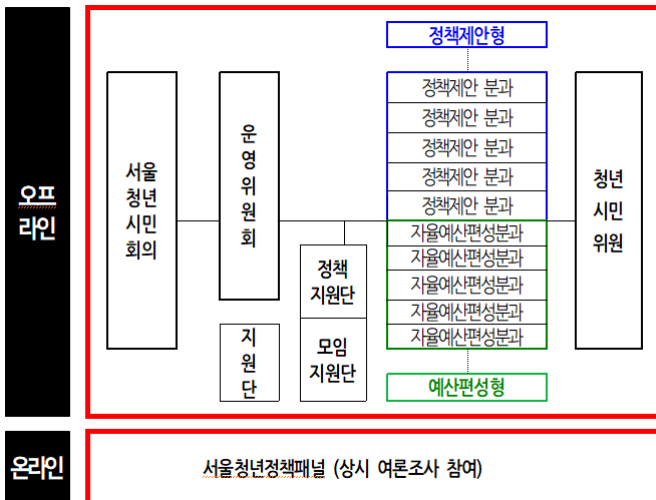 오프
라인
서울
청년
시민
회의
운
영
위
원
회
지
원
단
정책
지원단
모임
지원단
정책제안형
정책제안 분과
정책제안 분과
정책제안 분과
정책제안 분과
정책제안 분과
자율예산편성분과
자율예산편성분과
자율예산편성분과
자율예산편성분과
자율예산편성분과
예산편성형
청년
시민
위원
온라인
서울청년정책패널 (상시 여론조사 참여)